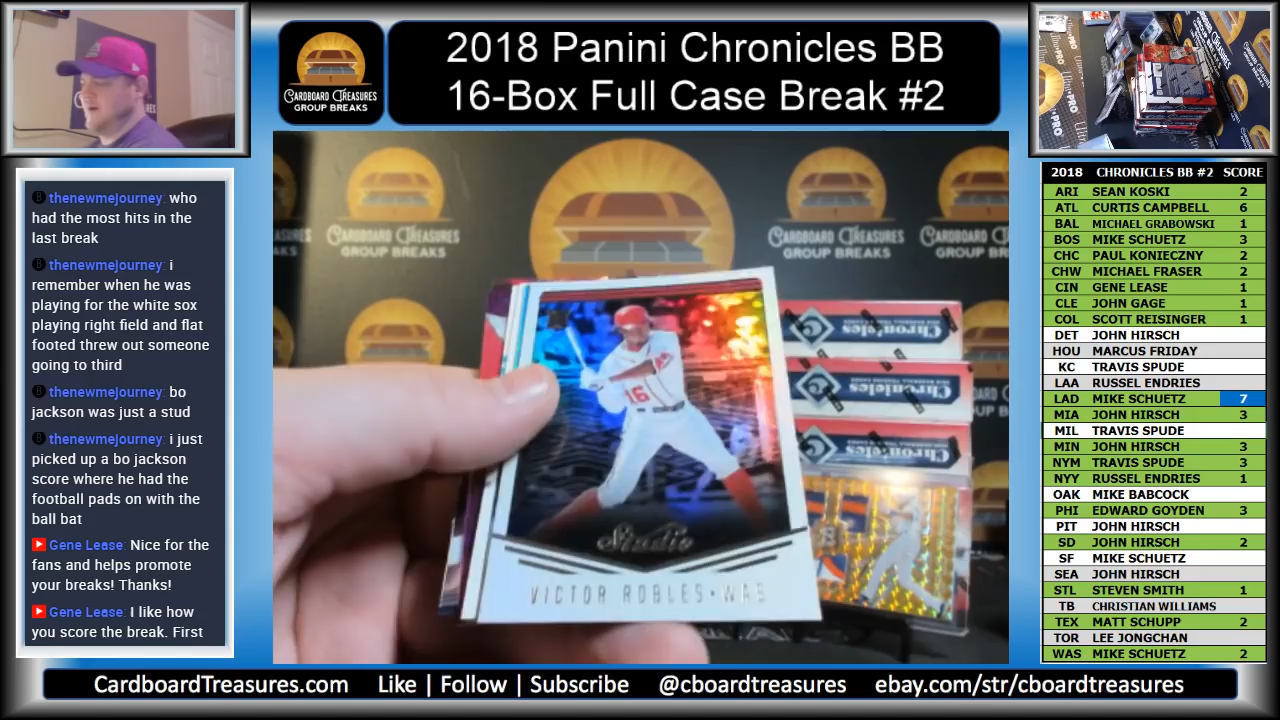 2018 Panini Chronicles BB
16-Box Full Case Break #2
CARDBOARD TREASURES
GROUP BREAKS
thenewmejourney: who
had the most hits in the
last break
thenewmejourney: i
remember when he was
playing for the white sox
playing right field and flat
footed threw out someone
going to third
thenewmejourney: bo
jackson was just a stud
thenewmejourney: i just
picked up a bo jackson
score where he had the
football pads on with the
ball bat
Gene Lease: Nice for the
fans and helps promote
your breaks! Thanks!
Gene Lease: I like how
you score the break. First
CARDBOARD TREASURES
GROUP BREAKS
CARDBOARD TREASURES
GROUP BREAKS
Chronicles
Chronicles
Chronicles
16
Studio
VICTOR ROBLES • WAS
2018 CHRONICLES BB #2 SCORE
ARI SEAN KOSKI 2
ATL CURTIS CAMPBELL 6
BAL MICHAEL GRABOWSKI 1
BOS MIKE SCHUETZ 3
CHC PAUL KONIECZNY 2
CHW MICHAEL FRASER 2
CIN GENE LEASE 1
CLE JOHN GAGE 1
COL SCOTT REISINGER 1
DET JOHN HIRSCH
HOU MARCUS FRIDAY
KC TRAVIS SPUDE
LAA RUSSEL ENDRIES
LAD MIKE SCHUETZ 7
MIA JOHN HIRSCH 3
MIL TRAVIS SPUDE
MIN JOHN HIRSCH 3
NYM TRAVIS SPUDE 3
NYY RUSSEL ENDRIES 1
OAK MIKE BABCOCK
PHI EDWARD GOYDEN 3
PIT JOHN HIRSCH
SD JOHN HIRSCH 2
SF MIKE SCHUETZ
SEA JOHN HIRSCH
STL STEVEN SMITH 1
TB CHRISTIAN WILLIAMS
TEX MATT SCHUPP 2
TOR LEE JONGCHAN
WAS MIKE SCHUETZ 2
CardboardTreasures.com Like | Follow | Subscribe @cboardtreasures ebay.com/str/cboardtreasures